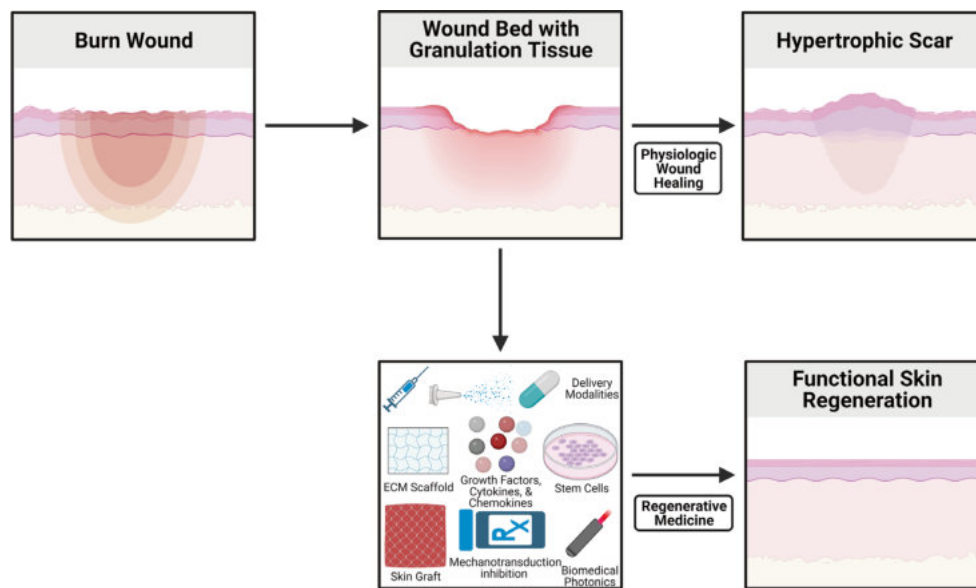 Burn Wound
Wound Bed with
Granulation Tissue
Hypertrophic Scar
Physiologic
Wound
Healing
Delivery
Modalities
ECM Scaffold
Growth Factors,
Cytokines, &
Chemokines
Stem Cells
Skin Graft
Rx
Mechanotransduction
inhibition
Biomedical
Photonics
Regenerative
Medicine
Functional Skin
Regeneration